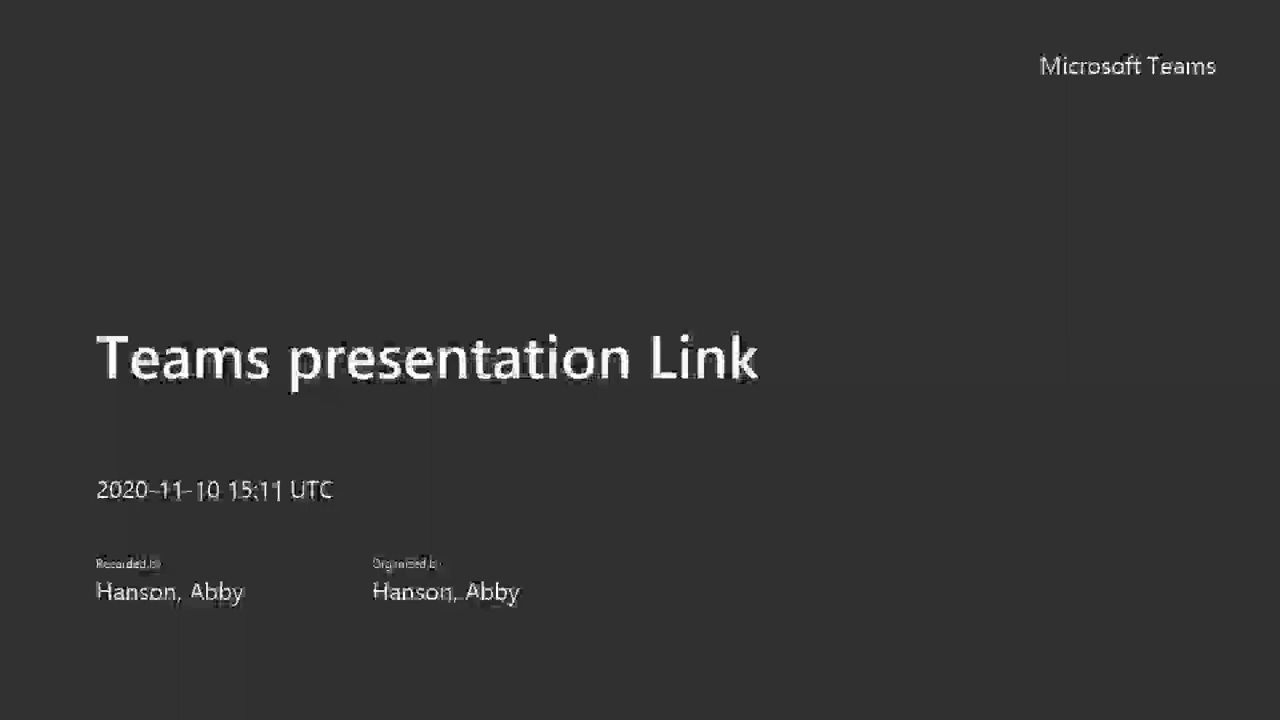 Microsoft Teams
Teams presentation Link
2020-11-10 15:11 UTC
Recorded by
Organized by
Hanson, Abby
Hanson, Abby